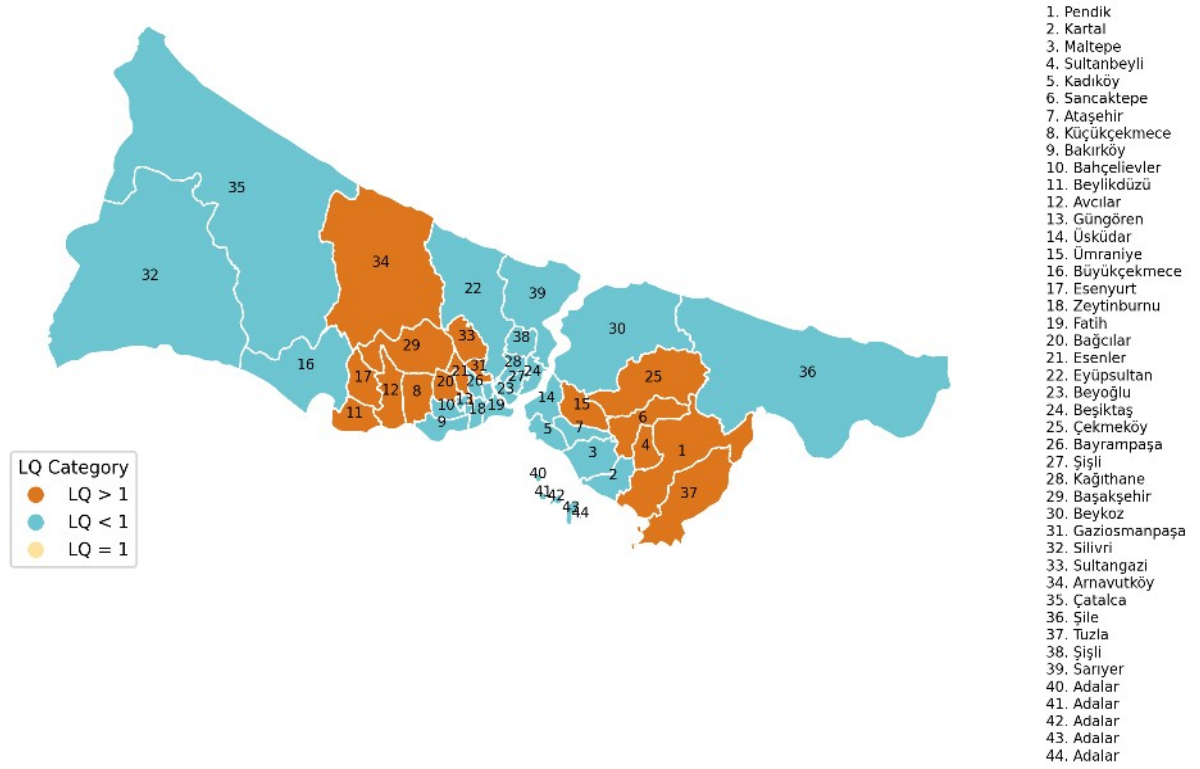 35
34
32
22
39
33
38
30
29
16
17
12
8
20
21
31
26
28
27
24
23
10
13
18
19
9
11
14
15
25
36
6
5
7
3
4
1
2
37
40
41
42
43
44
LQ Category
LQ > 1
LQ < 1
LQ = 1
1. Pendik
2. Kartal
3. Maltepe
4. Sultanbeyli
5. Kadıköy
6. Sancaktepe
7. Ataşehir
8. Küçükçekmece
9. Bakırköy
10. Bahçelievler
11. Beylikdüzü
12. Avcılar
13. Güngören
14. Üsküdar
15. Ümraniye
16. Büyükçekmece
17. Esenyurt
18. Zeytinburnu
19. Fatih
20. Bağcılar
21. Esenler
22. Eyüpsultan
23. Beyoğlu
24. Beşiktaş
25. Çekmeköy
26. Bayrampaşa
27. Şişli
28. Kağıthane
29. Başakşehir
30. Beykoz
31. Gaziosmanpaşa
32. Silivri
33. Sultangazi
34. Arnavutköy
35. Çatalca
36. Şile
37. Tuzla
38. Şişli
39. Sarıyer
40. Adalar
41. Adalar
42. Adalar
43. Adalar
44. Adalar